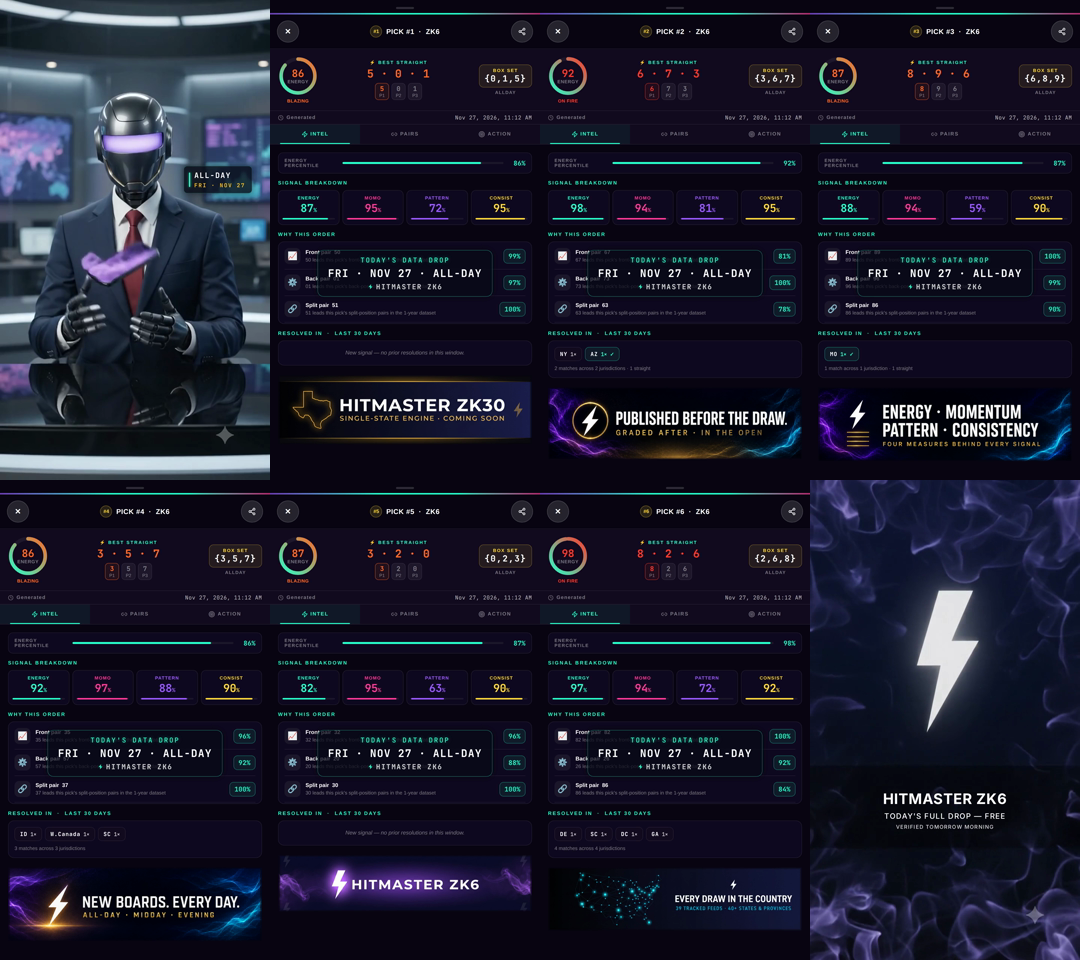 ALL-DAY
FRI · NOV 27
#1 PICK #1 · ZK6
86
ENERGY
BLAZING
⚡ BEST STRAIGHT
5 · 0 · 1
5 0 1
P1 P2 P3
BOX SET
{0,1,5}
ALLDAY
Generated
Nov 27, 2026, 11:12 AM
INTEL PAIRS ACTION
ENERGY PERCENTILE
86%
SIGNAL BREAKDOWN
ENERGY MOMO PATTERN CONSIST
87% 95% 72% 95%
WHY THIS ORDER
99%
TODAY'S DATA DROP
FRI · NOV 27 · ALL-DAY
97%
HITMASTER ZK6
Split pair 51
51 leads this pick's split-position pairs in the 1-year dataset
100%
RESOLVED IN · LAST 30 DAYS
New signal — no prior resolutions in this window.
HITMASTER ZK30
SINGLE-STATE ENGINE · COMING SOON
#2 PICK #2 · ZK6
92
ENERGY
ON FIRE
⚡ BEST STRAIGHT
6 · 7 · 3
6 7 3
P1 P2 P3
BOX SET
{3,6,7}
ALLDAY
Generated
Nov 27, 2026, 11:12 AM
INTEL PAIRS ACTION
ENERGY PERCENTILE
92%
SIGNAL BREAKDOWN
ENERGY MOMO PATTERN CONSIST
98% 94% 81% 95%
WHY THIS ORDER
81%
TODAY'S DATA DROP
FRI · NOV 27 · ALL-DAY
100%
HITMASTER ZK6
Split pair 63
63 leads this pick's split-position pairs in the 1-year dataset
78%
RESOLVED IN · LAST 30 DAYS
NY 1× AZ 1× ✓
2 matches across 2 jurisdictions · 1 straight
PUBLISHED BEFORE THE DRAW.
GRADED AFTER · IN THE OPEN
#3 PICK #3 · ZK6
87
ENERGY
BLAZING
⚡ BEST STRAIGHT
8 · 9 · 6
8 9 6
P1 P2 P3
BOX SET
{6,8,9}
ALLDAY
Generated
Nov 27, 2026, 11:12 AM
INTEL PAIRS ACTION
ENERGY PERCENTILE
87%
SIGNAL BREAKDOWN
ENERGY MOMO PATTERN CONSIST
88% 94% 59% 90%
WHY THIS ORDER
100%
TODAY'S DATA DROP
FRI · NOV 27 · ALL-DAY
99%
HITMASTER ZK6
Split pair 86
86 leads this pick's split-position pairs in the 1-year dataset
90%
RESOLVED IN · LAST 30 DAYS
MO 1× ✓
1 match across 1 jurisdiction · 1 straight
ENERGY · MOMENTUM
PATTERN · CONSISTENCY
FOUR MEASURES BEHIND EVERY SIGNAL
#4 PICK #4 · ZK6
86
ENERGY
BLAZING
⚡ BEST STRAIGHT
3 · 5 · 7
3 5 7
P1 P2 P3
BOX SET
{3,5,7}
ALLDAY
Generated
Nov 27, 2026, 11:12 AM
INTEL PAIRS ACTION
ENERGY PERCENTILE
86%
SIGNAL BREAKDOWN
ENERGY MOMO PATTERN CONSIST
92% 97% 88% 90%
WHY THIS ORDER
96%
TODAY'S DATA DROP
FRI · NOV 27 · ALL-DAY
92%
HITMASTER ZK6
Split pair 37
37 leads this pick's split-position pairs in the 1-year dataset
100%
RESOLVED IN · LAST 30 DAYS
ID 1× W.Canada 1× SC 1×
3 matches across 3 jurisdictions
NEW BOARDS. EVERY DAY.
ALL-DAY · MIDDAY · EVENING
#5 PICK #5 · ZK6
87
ENERGY
BLAZING
⚡ BEST STRAIGHT
3 · 2 · 0
3 2 0
P1 P2 P3
BOX SET
{0,2,3}
ALLDAY
Generated
Nov 27, 2026, 11:12 AM
INTEL PAIRS ACTION
ENERGY PERCENTILE
87%
SIGNAL BREAKDOWN
ENERGY MOMO PATTERN CONSIST
82% 95% 63% 90%
WHY THIS ORDER
96%
TODAY'S DATA DROP
FRI · NOV 27 · ALL-DAY
88%
HITMASTER ZK6
Split pair 30
30 leads this pick's split-position pairs in the 1-year dataset
100%
RESOLVED IN · LAST 30 DAYS
New signal — no prior resolutions in this window.
HITMASTER ZK6
#6 PICK #6 · ZK6
98
ENERGY
ON FIRE
⚡ BEST STRAIGHT
8 · 2 · 6
8 2 6
P1 P2 P3
BOX SET
{2,6,8}
ALLDAY
Generated
Nov 27, 2026, 11:12 AM
INTEL PAIRS ACTION
ENERGY PERCENTILE
98%
SIGNAL BREAKDOWN
ENERGY MOMO PATTERN CONSIST
97% 94% 72% 92%
WHY THIS ORDER
100%
TODAY'S DATA DROP
FRI · NOV 27 · ALL-DAY
92%
HITMASTER ZK6
Split pair 86
86 leads this pick's split-position pairs in the 1-year dataset
84%
RESOLVED IN · LAST 30 DAYS
DE 1× SC 1× DC 1× GA 1×
4 matches across 4 jurisdictions
EVERY DRAW IN THE COUNTRY
39 TRACKED FEEDS · 40+ STATES & PROVINCES
HITMASTER ZK6
TODAY'S FULL DROP — FREE
VERIFIED TOMORROW MORNING